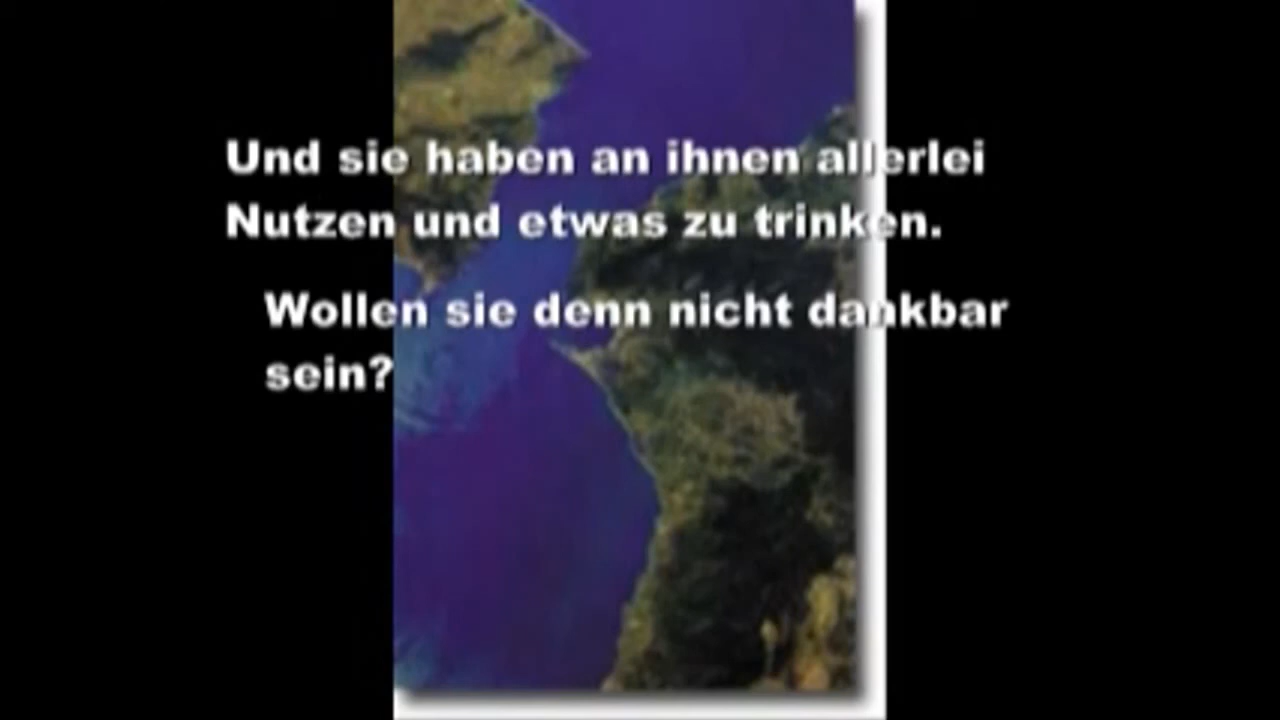 Und sie haben an ihnen allerlei
Nutzen und etwas zu trinken.
Wollen sie denn nicht dankbar
sein?